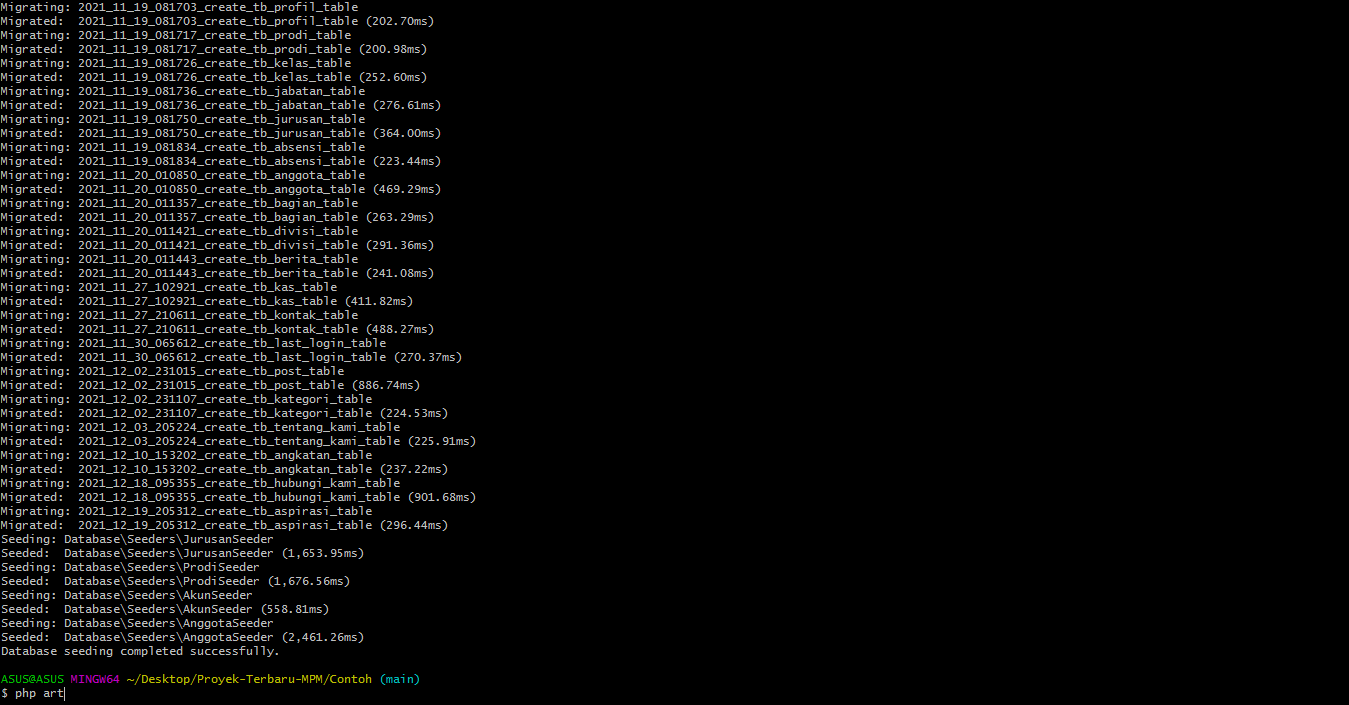 Migrating: 2021_11_19_081703_create_tb_profil_table
Migrated:  2021_11_19_081703_create_tb_profil_table (202.70ms)
Migrating: 2021_11_19_081717_create_tb_prodi_table
Migrated:  2021_11_19_081717_create_tb_prodi_table (200.98ms)
Migrating: 2021_11_19_081726_create_tb_kelas_table
Migrated:  2021_11_19_081726_create_tb_kelas_table (252.60ms)
Migrating: 2021_11_19_081736_create_tb_jabatan_table
Migrated:  2021_11_19_081736_create_tb_jabatan_table (276.61ms)
Migrating: 2021_11_19_081750_create_tb_jurusan_table
Migrated:  2021_11_19_081750_create_tb_jurusan_table (364.00ms)
Migrating: 2021_11_19_081834_create_tb_absensi_table
Migrated:  2021_11_19_081834_create_tb_absensi_table (223.44ms)
Migrating: 2021_11_20_010850_create_tb_anggota_table
Migrated:  2021_11_20_010850_create_tb_anggota_table (469.29ms)
Migrating: 2021_11_20_011357_create_tb_bagian_table
Migrated:  2021_11_20_011357_create_tb_bagian_table (263.29ms)
Migrating: 2021_11_20_011421_create_tb_divisi_table
Migrated:  2021_11_20_011421_create_tb_divisi_table (291.36ms)
Migrating: 2021_11_20_011443_create_tb_berita_table
Migrated:  2021_11_20_011443_create_tb_berita_table (241.08ms)
Migrating: 2021_11_27_102921_create_tb_kas_table
Migrated:  2021_11_27_102921_create_tb_kas_table (411.82ms)
Migrating: 2021_11_27_210611_create_tb_kontak_table
Migrated:  2021_11_27_210611_create_tb_kontak_table (488.27ms)
Migrating: 2021_11_30_065612_create_tb_last_login_table
Migrated:  2021_11_30_065612_create_tb_last_login_table (270.37ms)
Migrating: 2021_12_02_231015_create_tb_post_table
Migrated:  2021_12_02_231015_create_tb_post_table (886.74ms)
Migrating: 2021_12_02_231107_create_tb_kategori_table
Migrated:  2021_12_02_231107_create_tb_kategori_table (224.53ms)
Migrating: 2021_12_03_205224_create_tb_tentang_kami_table
Migrated:  2021_12_03_205224_create_tb_tentang_kami_table (225.91ms)
Migrating: 2021_12_10_153202_create_tb_angkatan_table
Migrated:  2021_12_10_153202_create_tb_angkatan_table (237.22ms)
Migrating: 2021_12_18_095355_create_tb_hubungi_kami_table
Migrated:  2021_12_18_095355_create_tb_hubungi_kami_table (901.68ms)
Migrating: 2021_12_19_205312_create_tb_aspirasi_table
Migrated:  2021_12_19_205312_create_tb_aspirasi_table (296.44ms)
Seeding: Database\Seeders\JurusanSeeder
Seeded:  Database\Seeders\JurusanSeeder (1,653.95ms)
Seeding: Database\Seeders\ProdiSeeder
Seeded:  Database\Seeders\ProdiSeeder (1,676.56ms)
Seeding: Database\Seeders\AkunSeeder
Seeded:  Database\Seeders\AkunSeeder (558.81ms)
Seeding: Database\Seeders\AnggotaSeeder
Seeded:  Database\Seeders\AnggotaSeeder (2,461.26ms)
Database seeding completed successfully.
ASUS@ASUS MINGW64 ~/Desktop/Proyek-Terbaru-MPM/Contoh (main)
$ php art